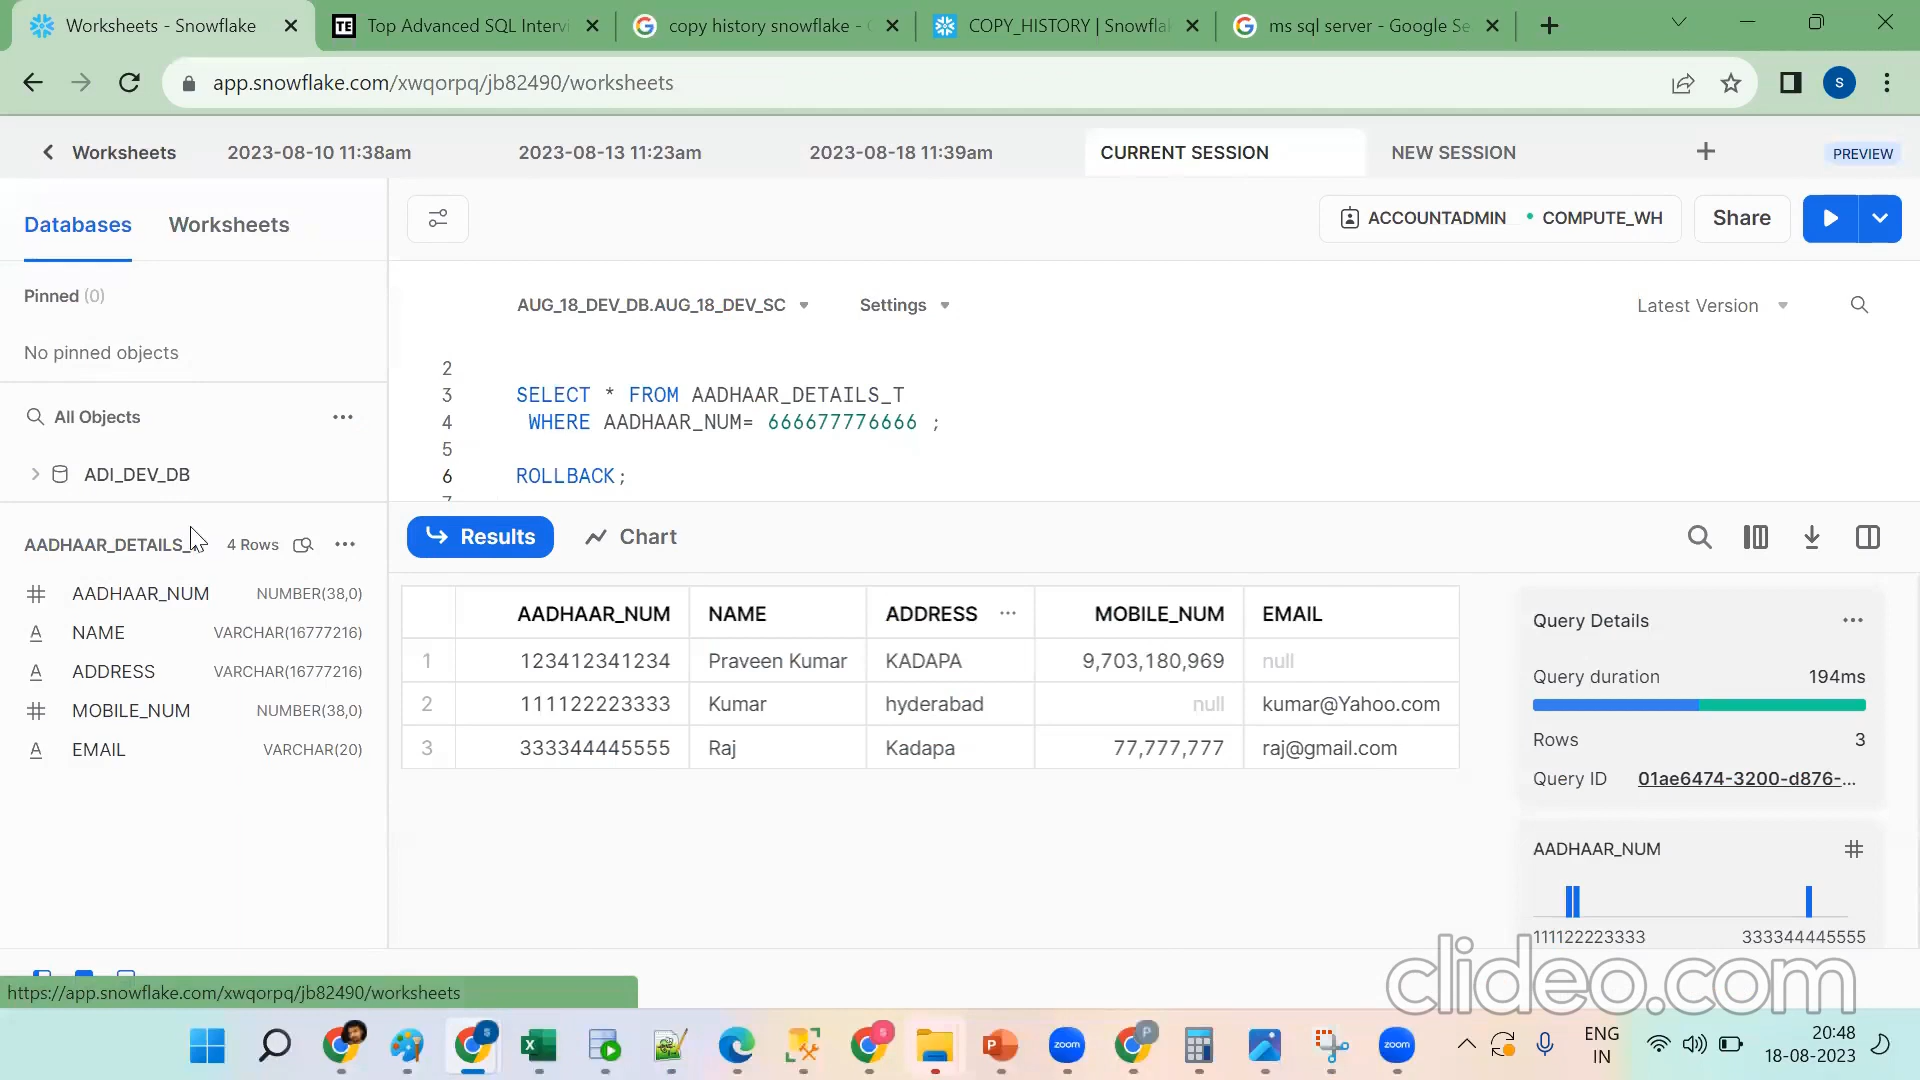 Worksheets - Snowflake
Top Advanced SQL Intervi
copy history snowflake -
COPY_HISTORY | Snowfla
ms sql server - Google Se
app.snowflake.com/xwqorpq/jb82490/worksheets
S
Worksheets
2023-08-10 11:38am
2023-08-13 11:23am
2023-08-18 11:39am
CURRENT SESSION
NEW SESSION
PREVIEW
Databases
Worksheets
ACCOUNTADMIN
COMPUTE_WH
Share
Pinned (0)
No pinned objects
AUG_18_DEV_DB.AUG_18_DEV_SC
Settings
Latest Version
2
3 SELECT * FROM AADHAAR_DETAILS_T
4 WHERE AADHAAR_NUM= 666677776666 ;
5
6 ROLLBACK;
All Objects
ADI_DEV_DB
AADHAAR_DETAILS_ 4 Rows
AADHAAR_NUM NUMBER(38,0)
NAME VARCHAR(16777216)
ADDRESS VARCHAR(16777216)
MOBILE_NUM NUMBER(38,0)
EMAIL VARCHAR(20)
Results
Chart
AADHAAR_NUM NAME ADDRESS MOBILE_NUM EMAIL
1 123412341234 Praveen Kumar KADAPA 9,703,180,969 null
2 111122223333 Kumar hyderabad null kumar@Yahoo.com
3 333344445555 Raj Kadapa 77,777,777 raj@gmail.com
Query Details
Query duration 194ms
Rows 3
Query ID 01ae6474-3200-d876-...
AADHAAR_NUM
111122223333 333344445555
clideo.com
https://app.snowflake.com/xwqorpq/jb82490/worksheets
zoom
zoom
ENG
IN
20:48
18-08-2023